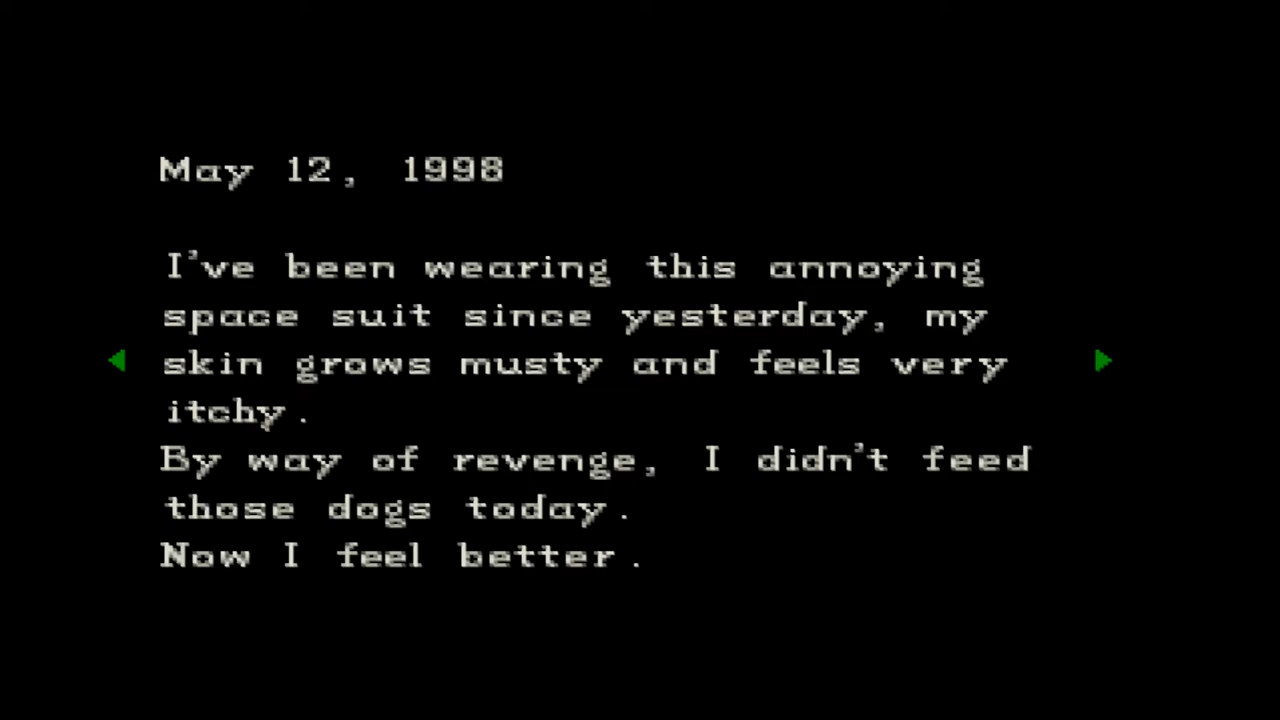 May 12, 1998
I've been wearing this annoying
space suit since yesterday, my
skin grows musty and feels very
itchy.
By way of revenge, I didn't feed
those dogs today.
Now I feel better.